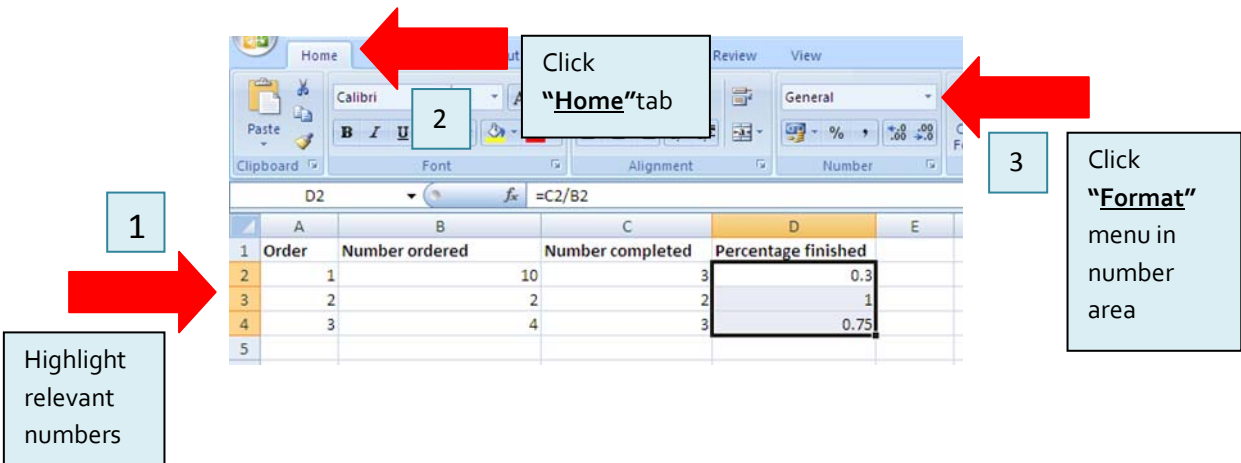 Home
Review View
Click
“Home”tab
Calibri
2
General
Paste
B I U
% ,
.00
Clipboard
Font
Alignment
Number
3
Click
“Format”
menu in
number
area
1
D2
fx =C2/B2
A B C D E
1 Order Number ordered Number completed Percentage finished
2 1 10 3 0.3
3 2 2 2 1
4 3 4 3 0.75
5
Highlight
relevant
numbers